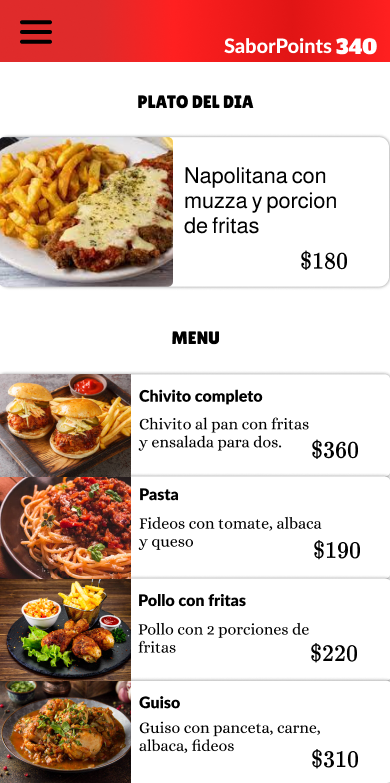 SaborPoints 340
PLATO DEL DIA
Napolitana con
muzza y porcion
de fritas
$180
MENU
Chivito completo
Chivito al pan con fritas
y ensalada para dos.
$360
Pasta
Fideos con tomate, albaca
y queso
$190
Pollo con fritas
Pollo con 2 porciones de
fritas
$220
Guiso
Guiso con panceta, carne,
albaca, fideos
$310